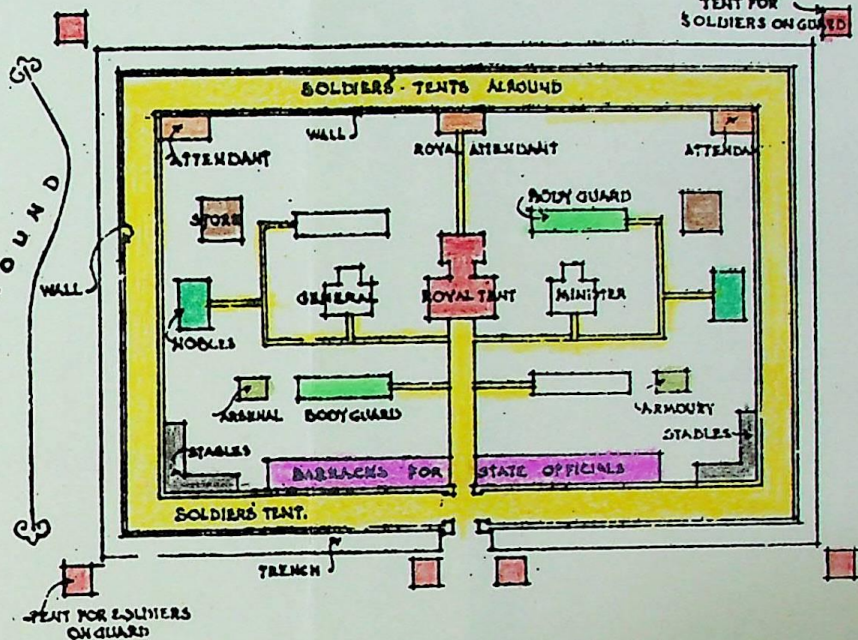 TENT FOR
SOLDIERS ON GUARD
SOLDIERS - TENTS AROUND
WALL
ROYAL ATTENDANT
ATTENDANT
ATTENDAN
BODY GUARD
STORE
OUND
WALL
GENERAL
ROYAL TENT
MINISTER
NOBLES
ARSENAL
BODYGUARD
ARMOURY
STABLES
STABLES
BARRACKS FOR STATE OFFICIALS
SOLDIERS' TENT.
TRENCH
TENT FOR SOLDIERS
ON GUARD